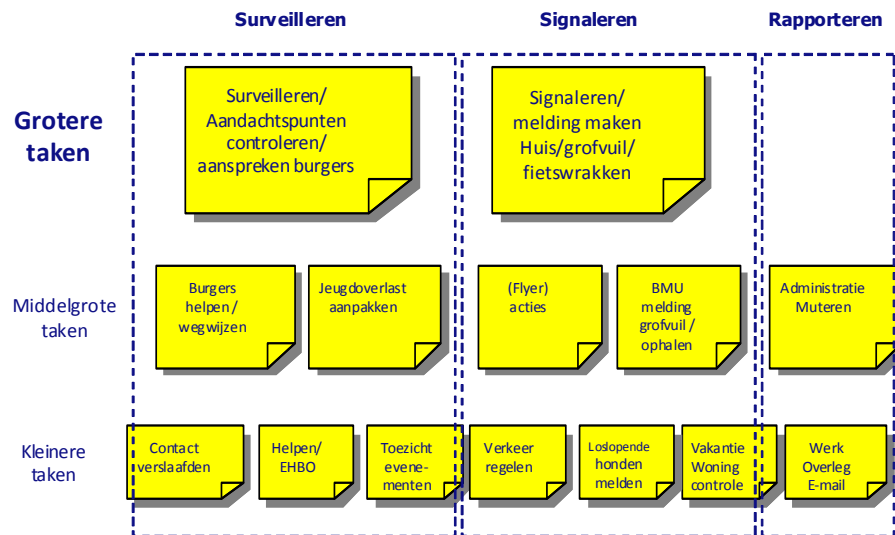 Surveilleren
Signaleren
Rapporteren
Grotere
taken
Surveilleren/
Aandachtspunten
controleren/
aanspreken burgers
Signaleren/
melding maken
Huis/grofvuil/
fietswrakken
Middelgrote
taken
Burgers
helpen/
wegwijzen
Jeugdoverlast
aanpakken
(Flyer)
acties
BMU
melding
grofvuil/
ophalen
Administratie
Muteren
Kleinere
taken
Contact
verslaafden
Helpen/
EHBO
Toezicht
evene-
menten
Verkeer
regelen
Loslopende
honden
melden
Vakantie
Woning
controle
Werk
Overleg
E-mail